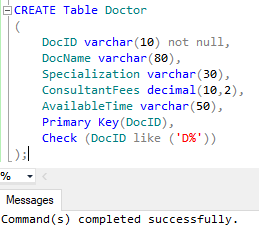 CREATE Table Doctor
(
DocID varchar(10) not null,
DocName varchar(80),
Specialization varchar(30),
ConsultantFees decimal(10,2),
AvailableTime varchar(50),
Primary Key(DocID),
Check (DocID like ('D%'))
);
%
Messages
Command(s) completed successfully.